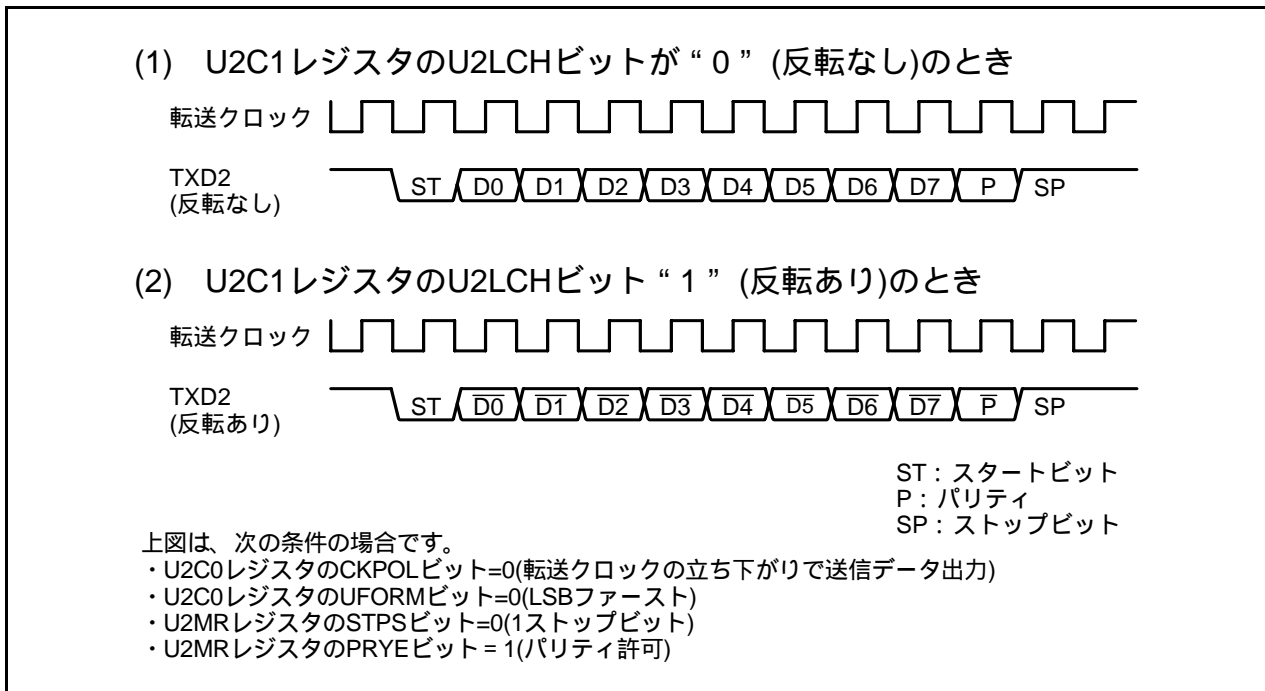 (1) U2C1レジスタのU2LCHビットが“0”(反転なし)のとき
転送クロック
TXD2
(反転なし)
ST D0 D1 D2 D3 D4 D5 D6 D7 P SP
(2) U2C1レジスタのU2LCHビット“1”(反転あり)のとき
転送クロック
TXD2
(反転あり)
ST D̅0̅ D̅1̅ D̅2̅ D̅3̅ D̅4̅ D̅5̅ D̅6̅ D̅7̅ P̅ SP
ST：スタートビット
P：パリティ
SP：ストップビット
上図は、次の条件の場合です。
・U2C0レジスタのCKPOLビット=0(転送クロックの立ち下がりで送信データ出力)
・U2C0レジスタのUFORMビット=0(LSBファースト)
・U2MRレジスタのSTPSビット=0(1ストップビット)
・U2MRレジスタのPRYEビット = 1(パリティ許可)